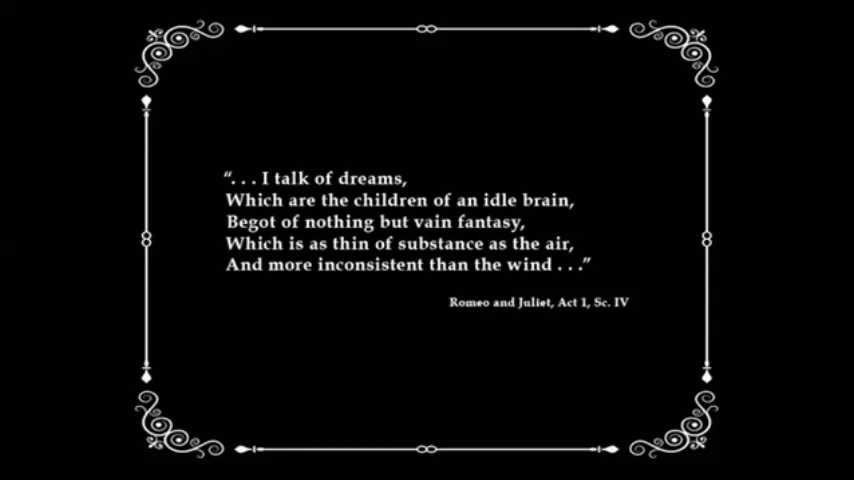 “. . . I talk of dreams,
Which are the children of an idle brain,
Begot of nothing but vain fantasy,
Which is as thin of substance as the air,
And more inconsistent than the wind . . .”
Romeo and Juliet, Act 1, Sc. IV